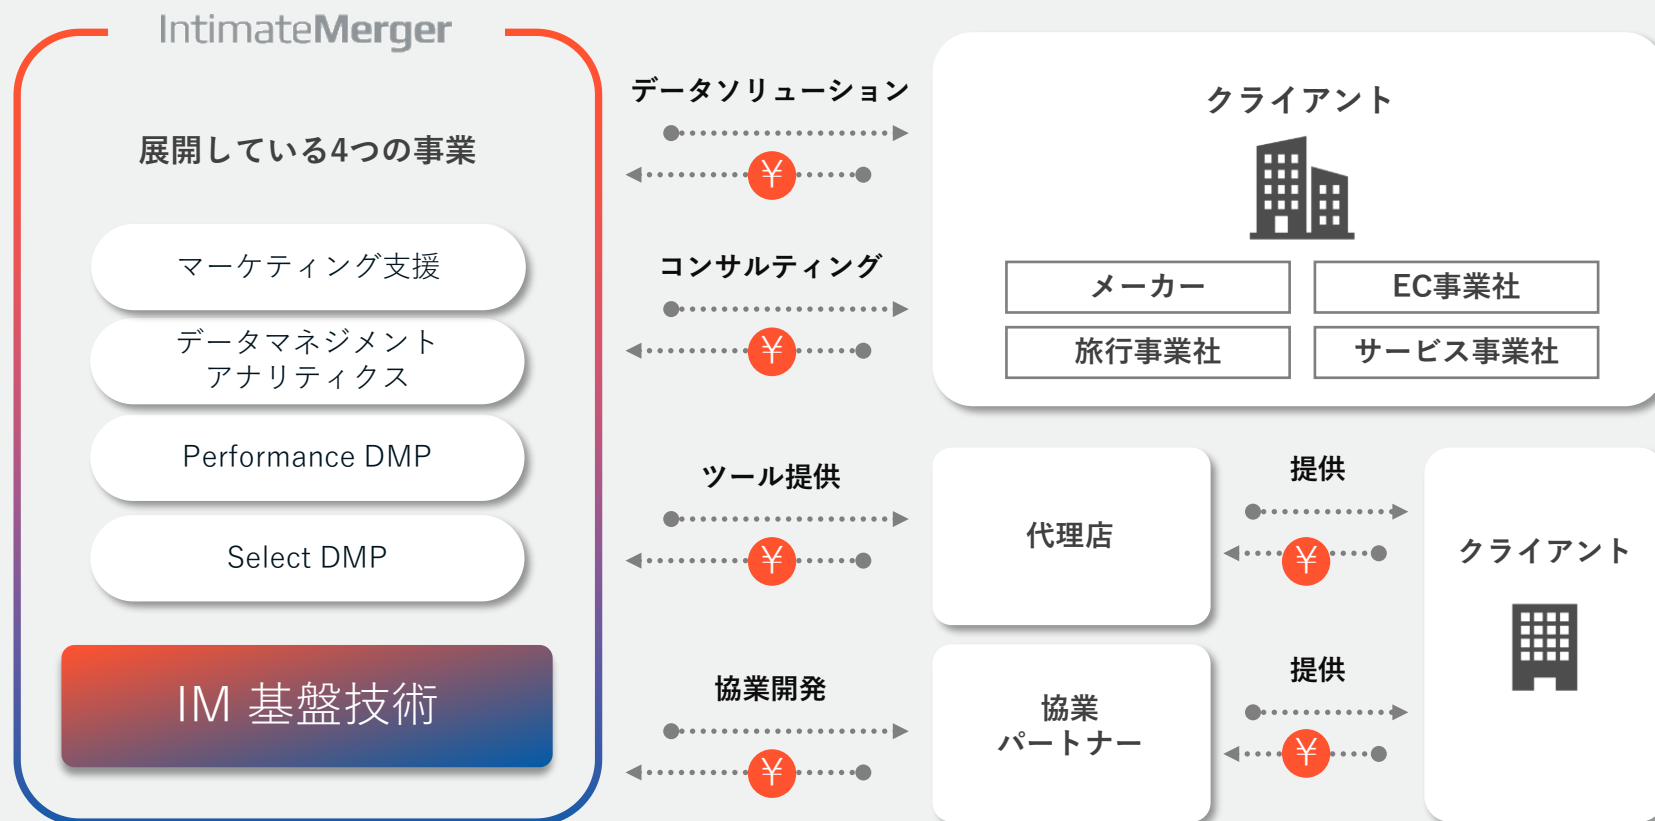 IntimateMerger
展開している4つの事業
マーケティング支援
データマネジメント
アナリティクス
Performance DMP
Select DMP
IM 基盤技術
データソリューション
¥
コンサルティング
¥
ツール提供
¥
協業開発
¥
クライアント
メーカー
EC事業社
旅行事業社
サービス事業社
代理店
協業
パートナー
提供
¥
提供
¥
クライアント